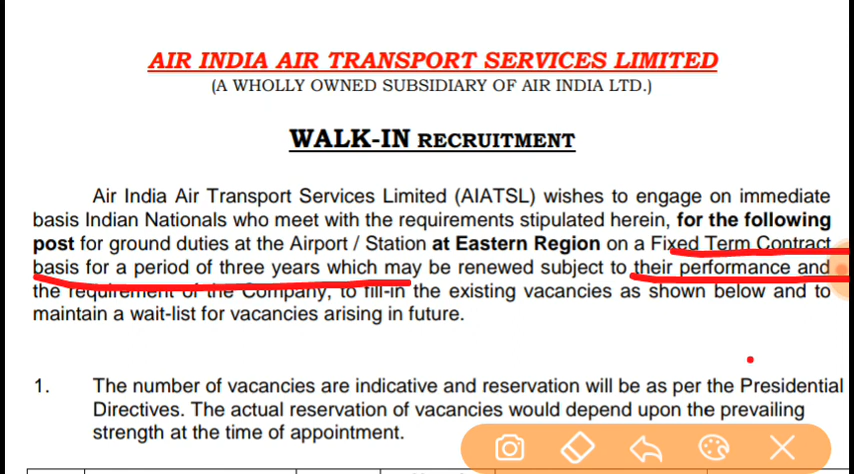 AIR INDIA AIR TRANSPORT SERVICES LIMITED
(A WHOLLY OWNED SUBSIDIARY OF AIR INDIA LTD.)
WALK-IN RECRUITMENT
Air India Air Transport Services Limited (AIATSL) wishes to engage on immediate
basis Indian Nationals who meet with the requirements stipulated herein, for the following
post for ground duties at the Airport / Station at Eastern Region on a Fixed Term Contract
basis for a period of three years which may be renewed subject to their performance and
the requirement of the Company, to fill-in the existing vacancies as shown below and to
maintain a wait-list for vacancies arising in future.
1. The number of vacancies are indicative and reservation will be as per the Presidential
Directives. The actual reservation of vacancies would depend upon the prevailing
strength at the time of appointment.